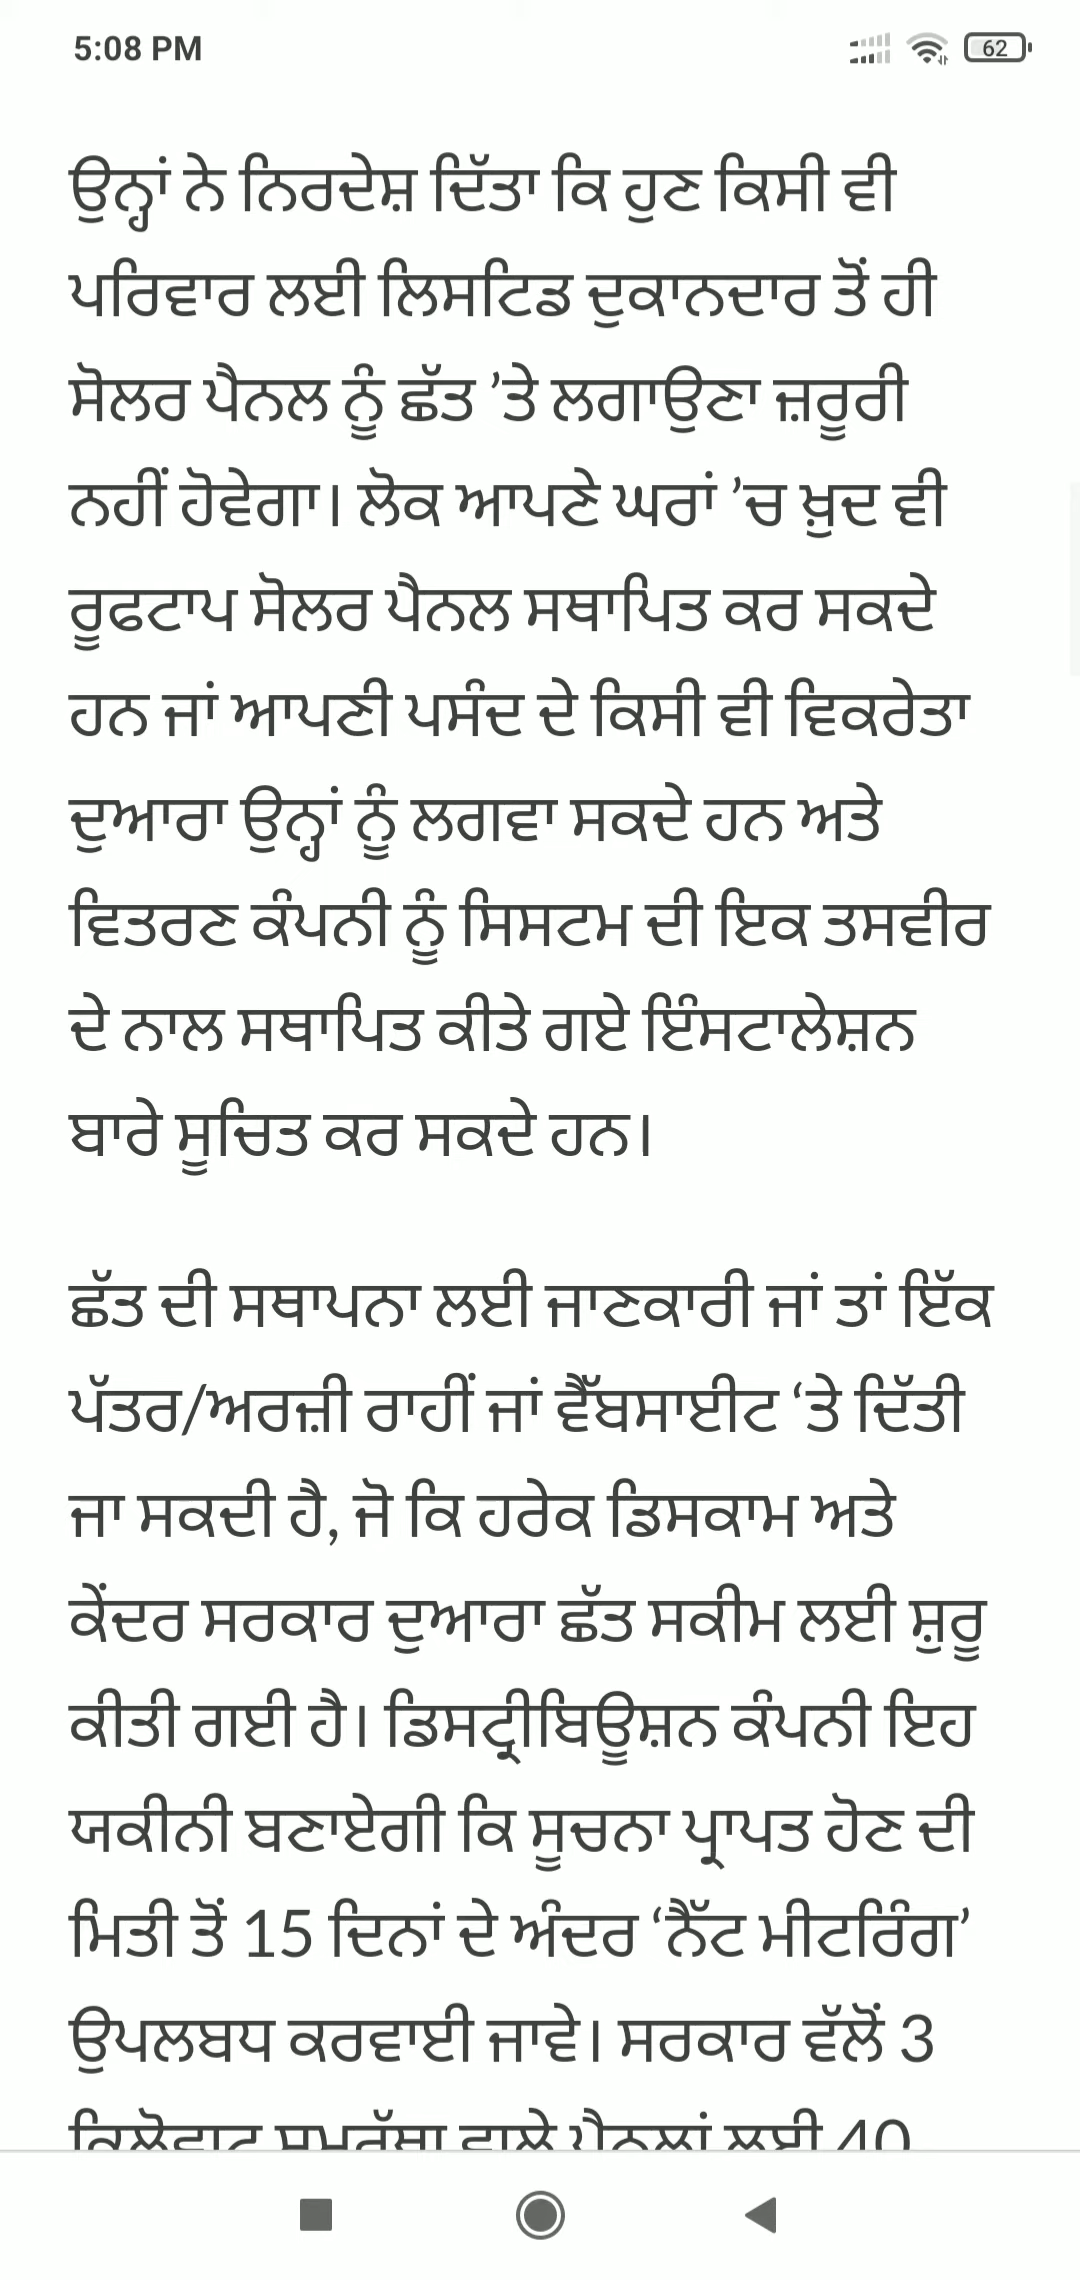 5:08 PM
62
ਉਨ੍ਹਾਂ ਨੇ ਨਿਰਦੇਸ਼ ਦਿੱਤਾ ਕਿ ਹੁਣ ਕਿਸੀ ਵੀ
ਪਰਿਵਾਰ ਲਈ ਲਿਸਟਿਡ ਦੁਕਾਨਦਾਰ ਤੋਂ ਹੀ
ਸੋਲਰ ਪੈਨਲ ਨੂੰ ਛੱਤ ’ਤੇ ਲਗਾਉਣਾ ਜ਼ਰੂਰੀ
ਨਹੀਂ ਹੋਵੇਗਾ। ਲੋਕ ਆਪਣੇ ਘਰਾਂ ’ਚ ਖ਼ੁਦ ਵੀ
ਰੂਫਟਾਪ ਸੋਲਰ ਪੈਨਲ ਸਥਾਪਿਤ ਕਰ ਸਕਦੇ
ਹਨ ਜਾਂ ਆਪਣੀ ਪਸੰਦ ਦੇ ਕਿਸੀ ਵੀ ਵਿਕਰੇਤਾ
ਦੁਆਰਾ ਉਨ੍ਹਾਂ ਨੂੰ ਲਗਵਾ ਸਕਦੇ ਹਨ ਅਤੇ
ਵਿਤਰਣ ਕੰਪਨੀ ਨੂੰ ਸਿਸਟਮ ਦੀ ਇਕ ਤਸਵੀਰ
ਦੇ ਨਾਲ ਸਥਾਪਿਤ ਕੀਤੇ ਗਏ ਇੰਸਟਾਲੇਸ਼ਨ
ਬਾਰੇ ਸੂਚਿਤ ਕਰ ਸਕਦੇ ਹਨ।
ਛੱਤ ਦੀ ਸਥਾਪਨਾ ਲਈ ਜਾਣਕਾਰੀ ਜਾਂ ਤਾਂ ਇੱਕ
ਪੱਤਰ/ਅਰਜ਼ੀ ਰਾਹੀਂ ਜਾਂ ਵੈੱਬਸਾਈਟ ‘ਤੇ ਦਿੱਤੀ
ਜਾ ਸਕਦੀ ਹੈ, ਜੋ ਕਿ ਹਰੇਕ ਡਿਸਕਾਮ ਅਤੇ
ਕੇਂਦਰ ਸਰਕਾਰ ਦੁਆਰਾ ਛੱਤ ਸਕੀਮ ਲਈ ਸ਼ੁਰੂ
ਕੀਤੀ ਗਈ ਹੈ। ਡਿਸਟ੍ਰੀਬਿਊਸ਼ਨ ਕੰਪਨੀ ਇਹ
ਯਕੀਨੀ ਬਣਾਏਗੀ ਕਿ ਸੂਚਨਾ ਪ੍ਰਾਪਤ ਹੋਣ ਦੀ
ਮਿਤੀ ਤੋਂ 15 ਦਿਨਾਂ ਦੇ ਅੰਦਰ ‘ਨੈੱਟ ਮੀਟਰਿੰਗ’
ਉਪਲਬਧ ਕਰਵਾਈ ਜਾਵੇ। ਸਰਕਾਰ ਵੱਲੋਂ 3
ਕਿਲੋਵਾਟ ਸਮਰੱਥਾ ਵਾਲੇ ਪੈਨਲਾਂ ਲਈ 40